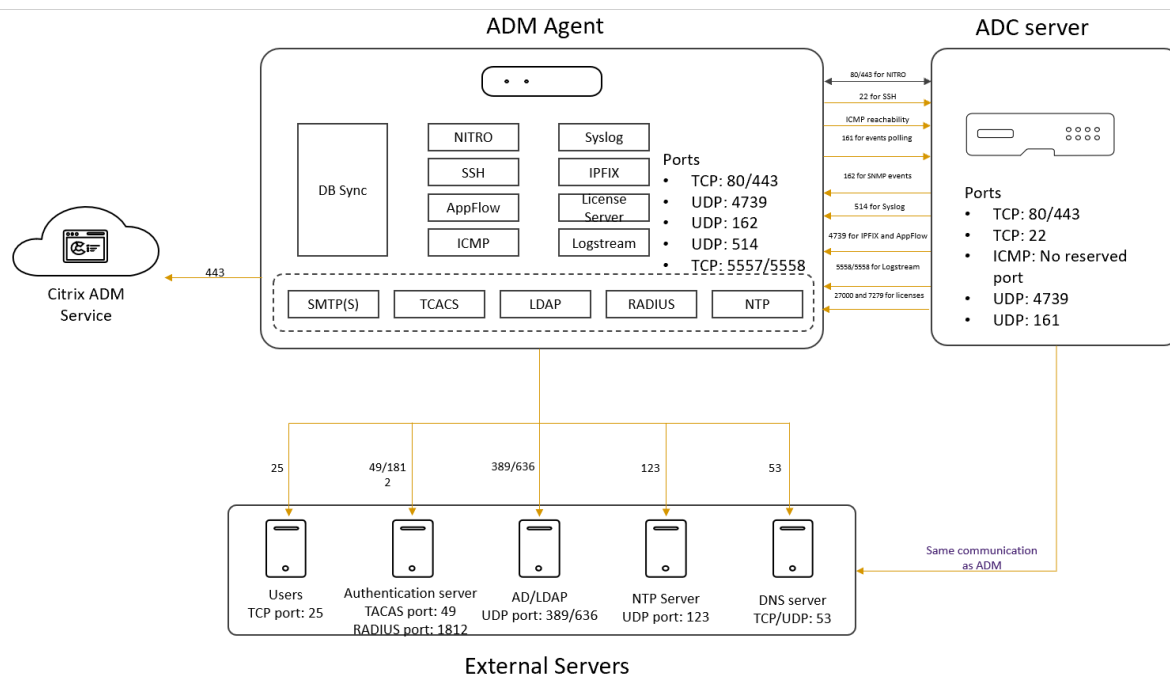 ADM Agent
ADC server
80/443 for NITRO
22 for SSH
ICMP reachability
161 for events polling
162 for SNMP events
514 for Syslog
4739 for IPFIX and AppFlow
5558/5558 for Logstream
27000 and 7279 for licenses
DB Sync
NITRO
SSH
AppFlow
ICMP
Syslog
IPFIX
License
Server
Logstream
Ports
• TCP: 80/443
• UDP: 4739
• UDP: 162
• UDP: 514
• TCP: 5557/5558
Ports
• TCP: 80/443
• TCP: 22
• ICMP: No reserved
port
• UDP: 4739
• UDP: 161
SMTP(S)
TCACS
LDAP
RADIUS
NTP
443
Citrix ADM
Service
25
49/181
2
389/636
123
53
Users
TCP port: 25
Authentication server
TACAS port: 49
RADIUS port: 1812
AD/LDAP
UDP port: 389/636
NTP Server
UDP port: 123
DNS server
TCP/UDP: 53
Same communication
as ADM
External Servers